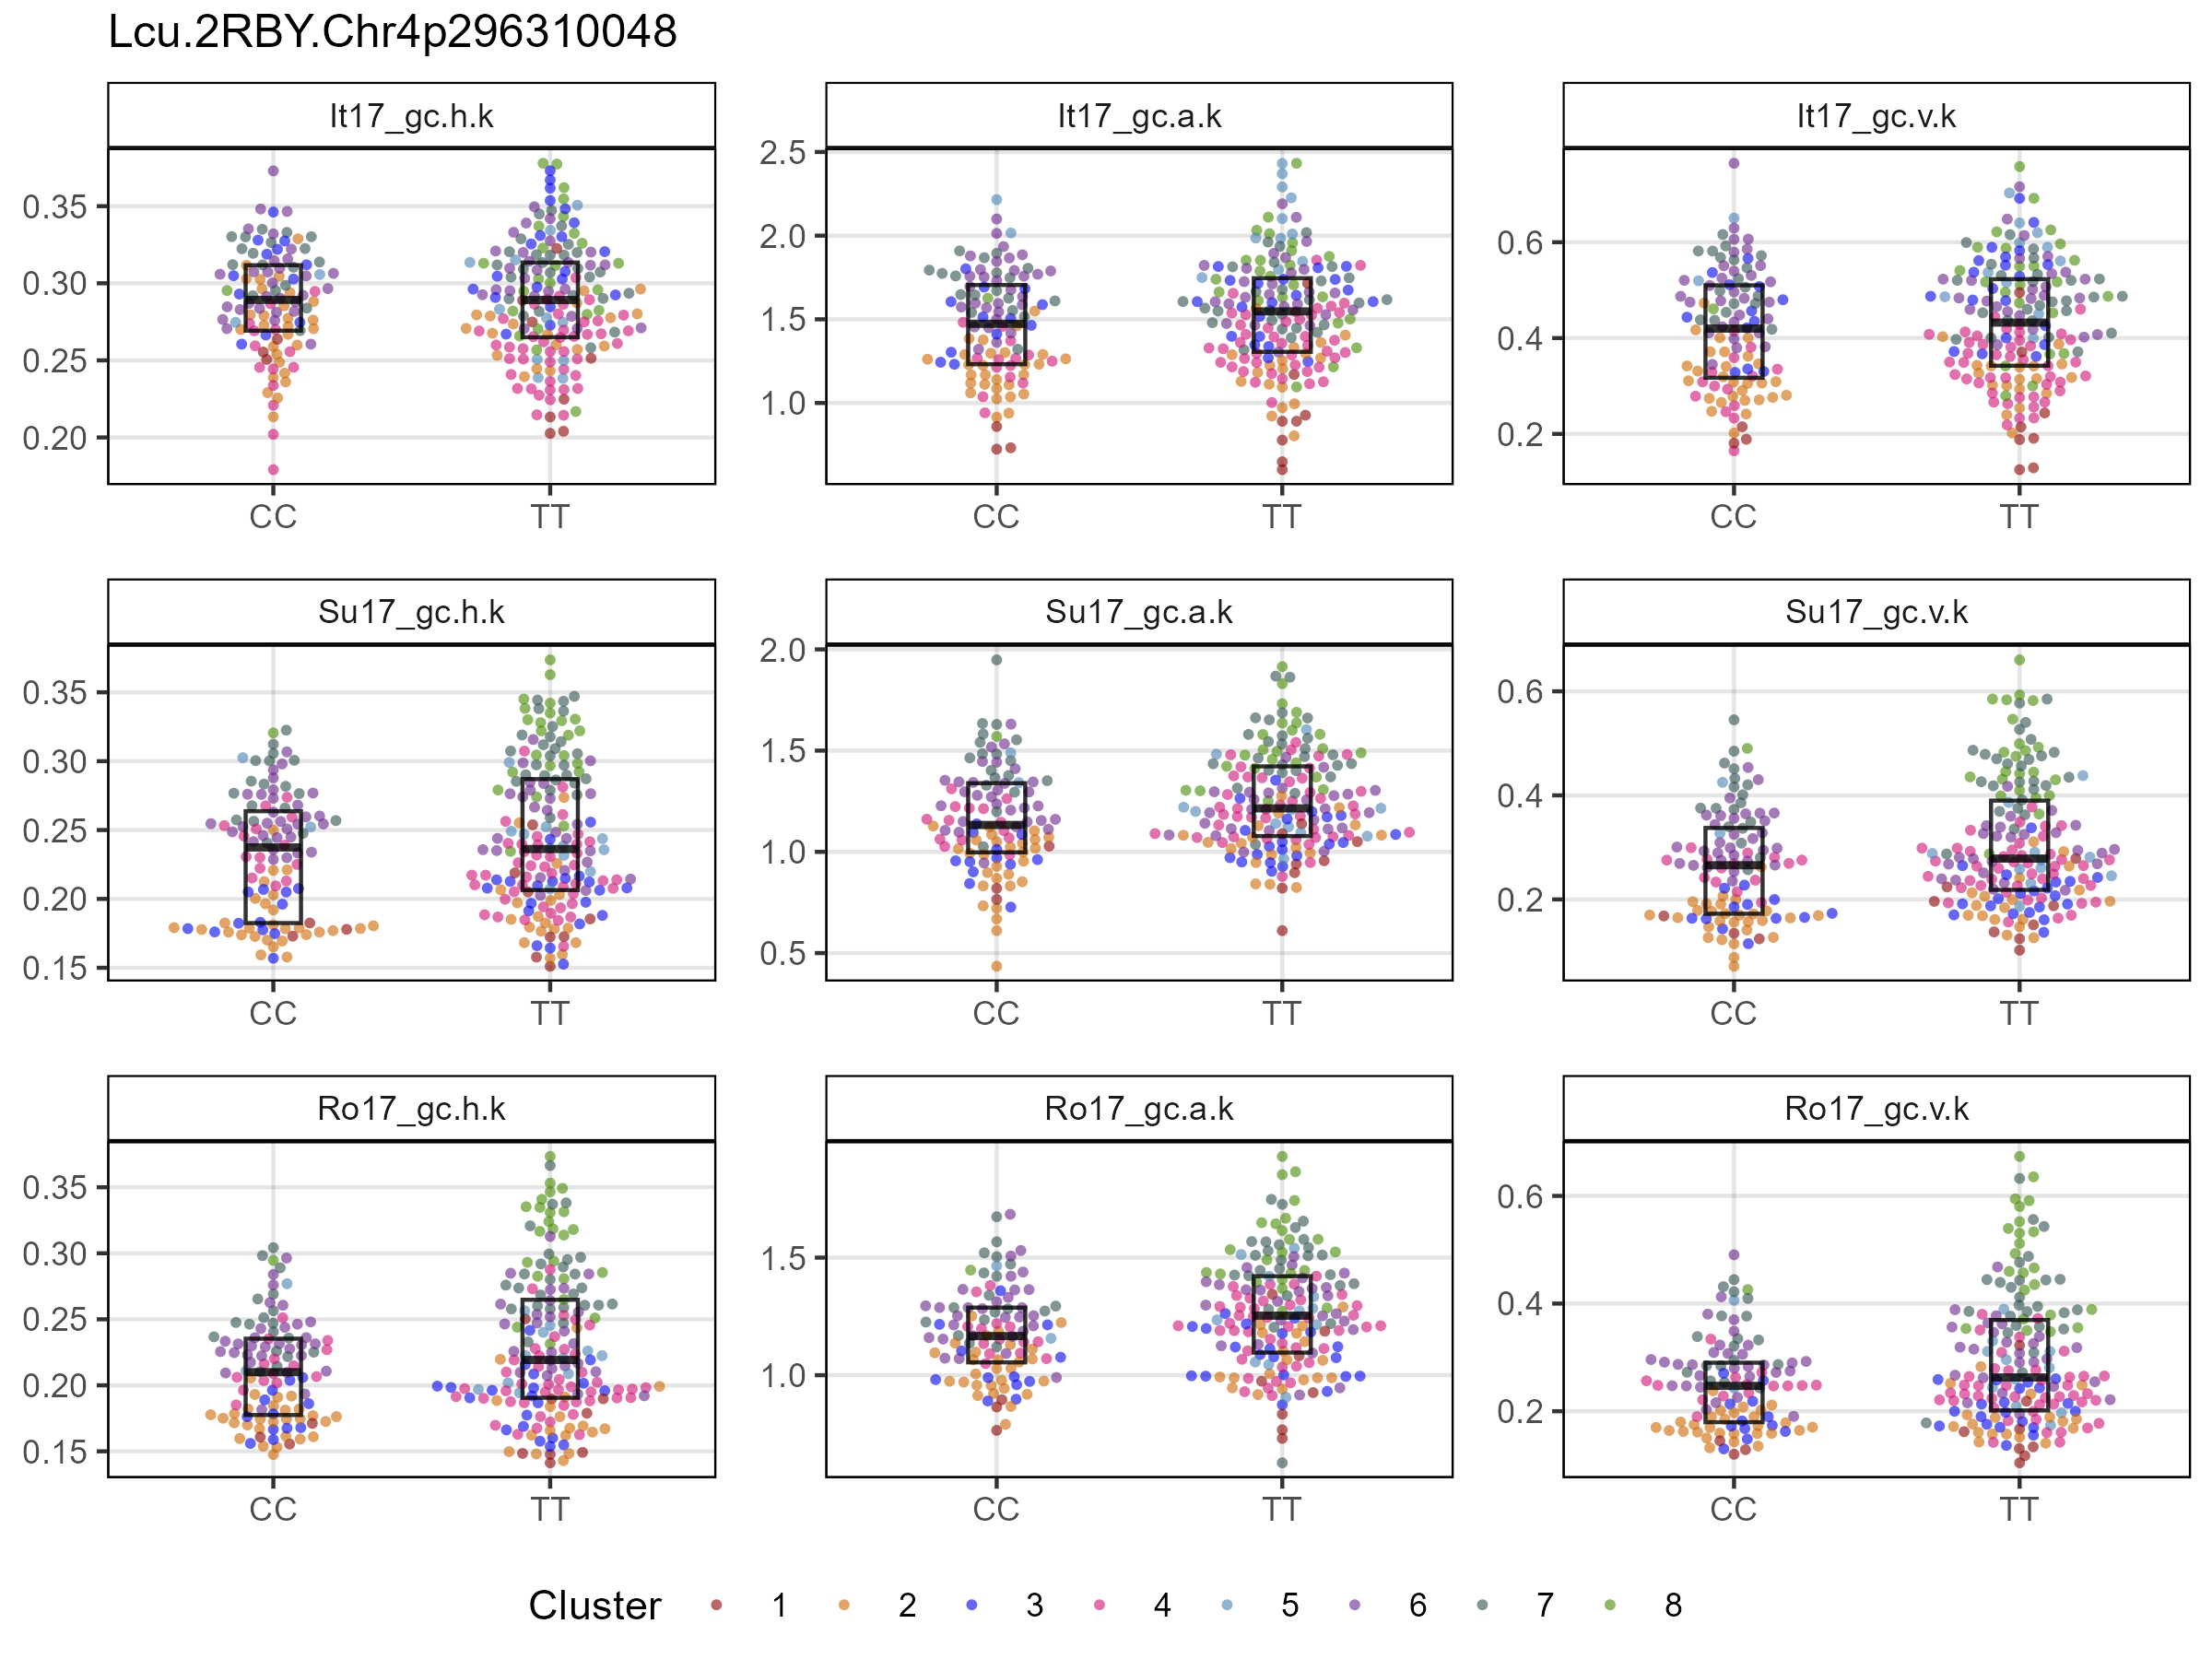 Lcu.2RBY.Chr4p296310048
It17_gc.h.k
It17_gc.a.k
It17_gc.v.k
0.35
0.30
0.25
0.20
2.5
2.0
1.5
1.0
0.6
0.4
0.2
CC TT
CC TT
CC TT
Su17_gc.h.k
Su17_gc.a.k
Su17_gc.v.k
0.35
0.30
0.25
0.20
0.15
2.0
1.5
1.0
0.5
0.6
0.4
0.2
CC TT
CC TT
CC TT
Ro17_gc.h.k
Ro17_gc.a.k
Ro17_gc.v.k
0.35
0.30
0.25
0.20
0.15
1.5
1.0
0.6
0.4
0.2
CC TT
CC TT
CC TT
Cluster 1 2 3 4 5 6 7 8